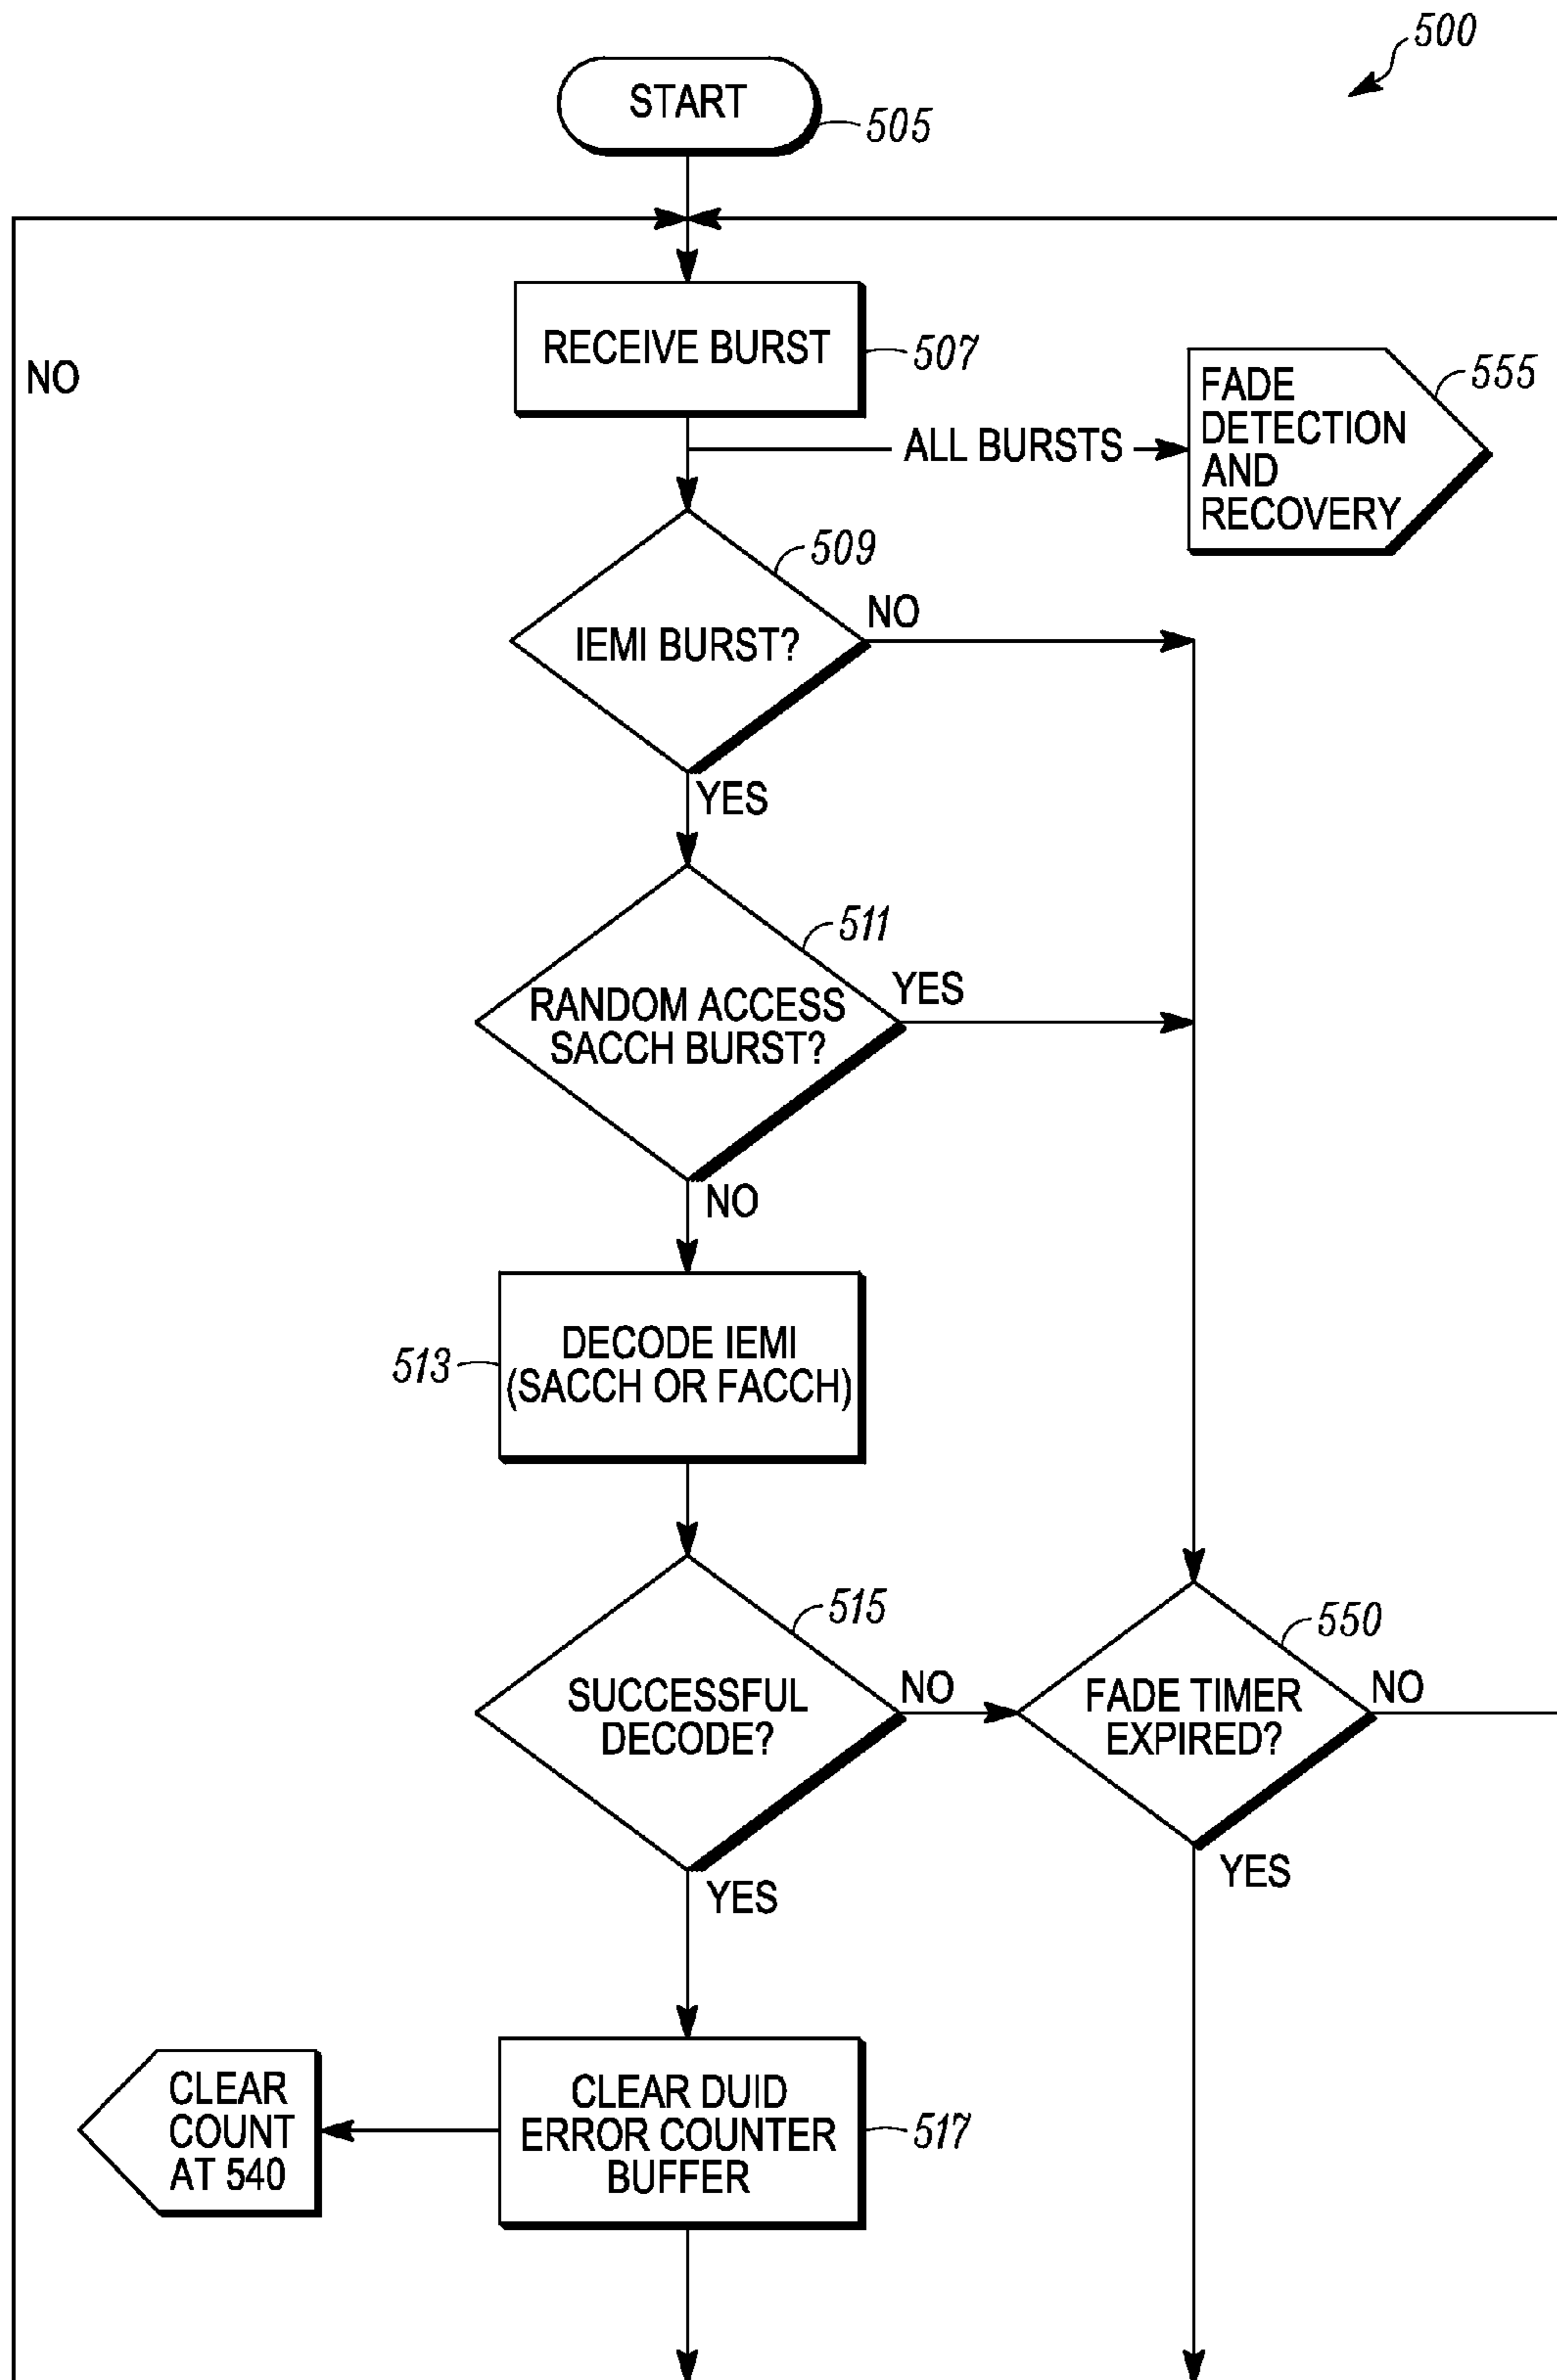 500
START
505
NO
RECEIVE BURST
507
FADE
DETECTION
AND
RECOVERY
555
ALL BURSTS
509
IEMI BURST?
NO
YES
511
RANDOM ACCESS
SACCH BURST?
YES
NO
513
DECODE IEMI
(SACCH OR FACCH)
515
SUCCESSFUL
DECODE?
NO
550
FADE TIMER
EXPIRED?
NO
YES
YES
CLEAR
COUNT
AT 540
CLEAR DUID
ERROR COUNTER
BUFFER
517